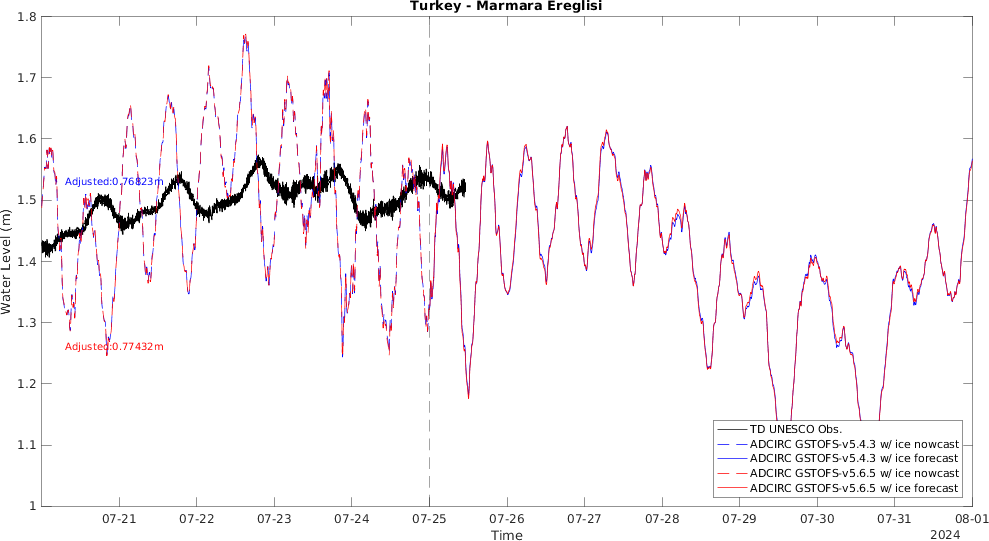 Turkey - Marmara Ereglisi
1.8
1.7
1.6
1.5
1.4
1.3
1.2
1.1
1
Water Level (m)
Adjusted:0.76823m
Adjusted:0.77432m
TD UNESCO Obs.
ADCIRC GSTOFS-v5.4.3 w/ ice nowcast
ADCIRC GSTOFS-v5.4.3 w/ ice forecast
ADCIRC GSTOFS-v5.6.5 w/ ice nowcast
ADCIRC GSTOFS-v5.6.5 w/ ice forecast
07-21 07-22 07-23 07-24 07-25 07-26 07-27 07-28 07-29 07-30 07-31 08-01
Time
2024